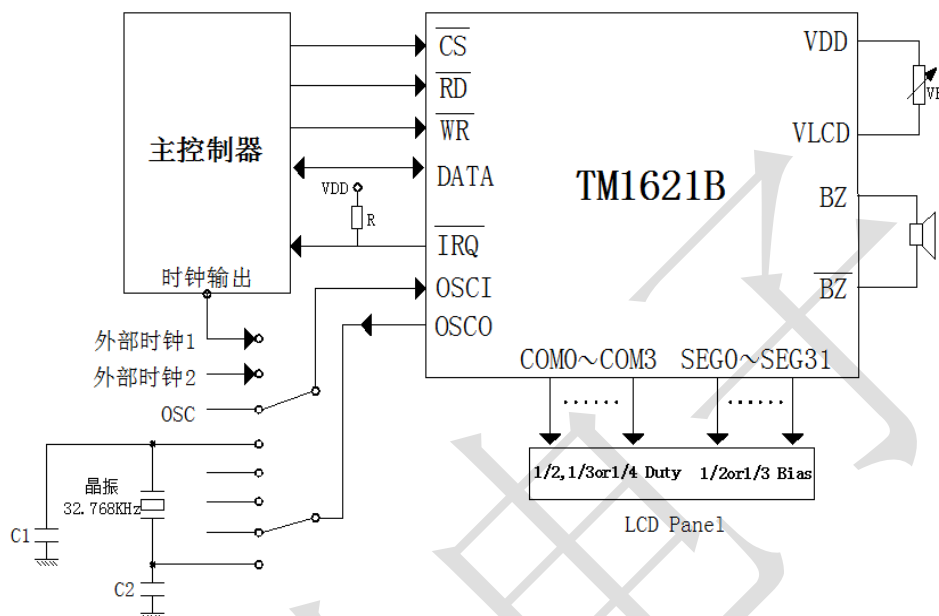 CS
RD
WR
DATA
IRQ
OSCI
OSCO
主控制器
时钟输出
VDD
R
TM1621B
VDD
VLCD
BZ
BZ
COM0～COM3
SEG0～SEG31
外部时钟1
外部时钟2
OSC
晶振
32.768KHz
C1
C2
······
······
1/2,1/3or1/4 Duty
1/2or1/3 Bias
LCD Panel